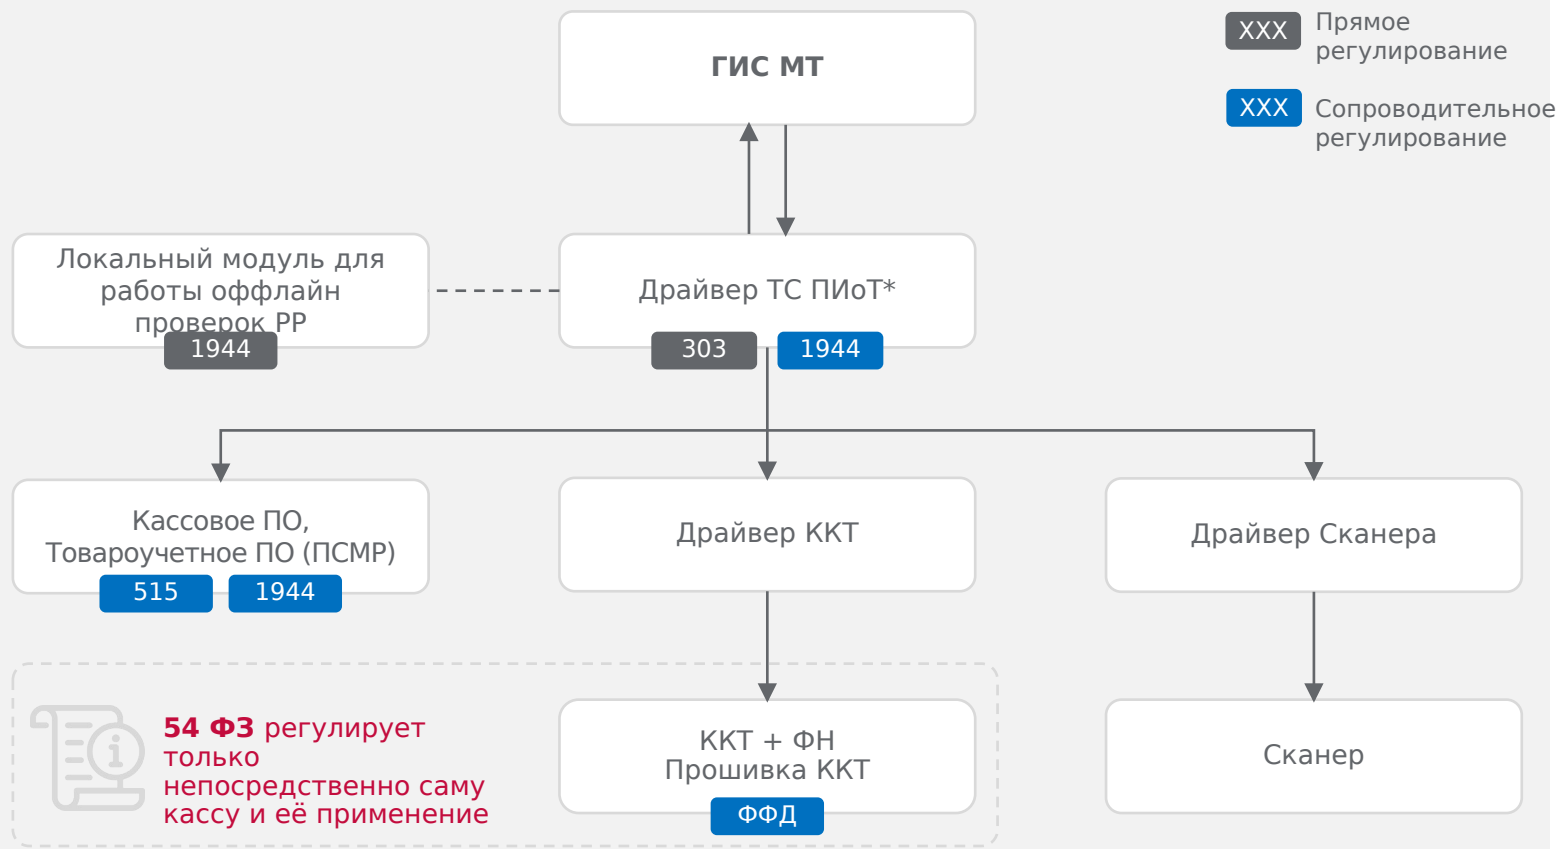 ГИС МТ
XXX
Прямое
регулирование
XXX
Сопроводительное
регулирование
Локальный модуль для
работы оффлайн
проверок РР
1944
Драйвер ТС ПИоТ*
303
1944
Кассовое ПО,
Товароучетное ПО (ПСМР)
515
1944
Драйвер ККТ
Драйвер Сканера
54 ФЗ регулирует
только
непосредственно саму
кассу и её применение
ККТ + ФН
Прошивка ККТ
ФФД
Сканер